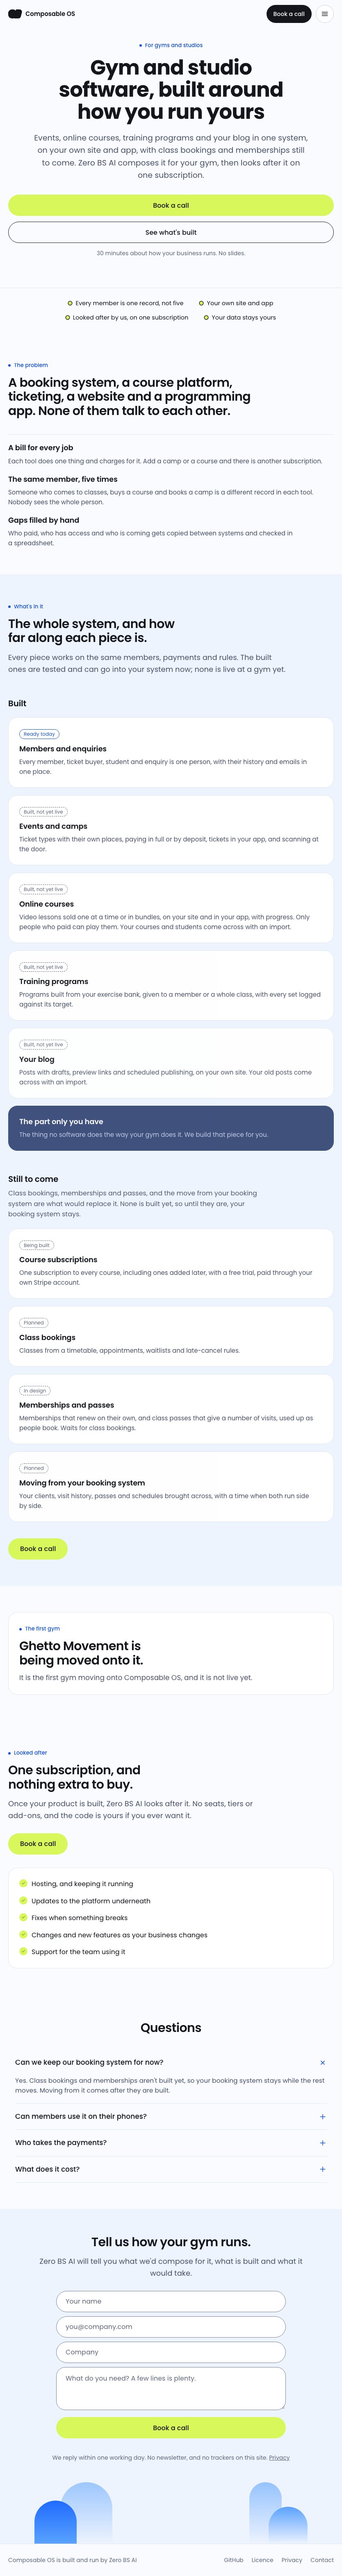 Composable OS
Book a call
For gyms and studios
Gym and studio
software, built around
how you run yours
Events, online courses, training programs and your blog in one system,
on your own site and app, with class bookings and memberships still
to come. Zero BS AI composes it for your gym, then looks after it on
one subscription.
Book a call
See what's built
30 minutes about how your business runs. No slides.
Every member is one record, not five
Your own site and app
Looked after by us, on one subscription
Your data stays yours
The problem
A booking system, a course platform,
ticketing, a website and a programming
app. None of them talk to each other.
A bill for every job
Each tool does one thing and charges for it. Add a camp or a course and there is another subscription.
The same member, five times
Someone who comes to classes, buys a course and books a camp is a different record in each tool.
Nobody sees the whole person.
Gaps filled by hand
Who paid, who has access and who is coming gets copied between systems and checked in
a spreadsheet.
What's in it
The whole system, and how
far along each piece is.
Every piece works on the same members, payments and rules. The built
ones are tested and can go into your system now; none is live at a gym yet.
Built
Ready today
Members and enquiries
Every member, ticket buyer, student and enquiry is one person, with their history and emails in
one place.
Built, not yet live
Events and camps
Ticket types with their own places, paying in full or by deposit, tickets in your app, and scanning at
the door.
Built, not yet live
Online courses
Video lessons sold one at a time or in bundles, on your site and in your app, with progress. Only
people who paid can play them. Your courses and students come across with an import.
Built, not yet live
Training programs
Programs built from your exercise bank, given to a member or a whole class, with every set logged
against its target.
Built, not yet live
Your blog
Posts with drafts, preview links and scheduled publishing, on your own site. Your old posts come
across with an import.
The part only you have
The thing no software does the way your gym does it. We build that piece for you.
Still to come
Class bookings, memberships and passes, and the move from your booking
system are what would replace it. None is built yet, so until they are, your
booking system stays.
Being built
Course subscriptions
One subscription to every course, including ones added later, with a free trial, paid through your
own Stripe account.
Planned
Class bookings
Classes from a timetable, appointments, waitlists and late-cancel rules.
In design
Memberships and passes
Memberships that renew on their own, and class passes that give a number of visits, used up as
people book. Waits for class bookings.
Planned
Moving from your booking system
Your clients, visit history, passes and schedules brought across, with a time when both run side
by side.
Book a call
The first gym
Ghetto Movement is
being moved onto it.
It is the first gym moving onto Composable OS, and it is not live yet.
Looked after
One subscription, and
nothing extra to buy.
Once your product is built, Zero BS AI looks after it. No seats, tiers or
add-ons, and the code is yours if you ever want it.
Book a call
Hosting, and keeping it running
Updates to the platform underneath
Fixes when something breaks
Changes and new features as your business changes
Support for the team using it
Questions
Can we keep our booking system for now?
Yes. Class bookings and memberships aren't built yet, so your booking system stays while the rest
moves. Moving from it comes after they are built.
Can members use it on their phones?
Who takes the payments?
What does it cost?
Tell us how your gym runs.
Zero BS AI will tell you what we'd compose for it, what is built and what it
would take.
Your name
you@company.com
Company
What do you need? A few lines is plenty.
Book a call
We reply within one working day. No newsletter, and no trackers on this site. Privacy
Composable OS is built and run by Zero BS AI
GitHub
Licence
Privacy
Contact